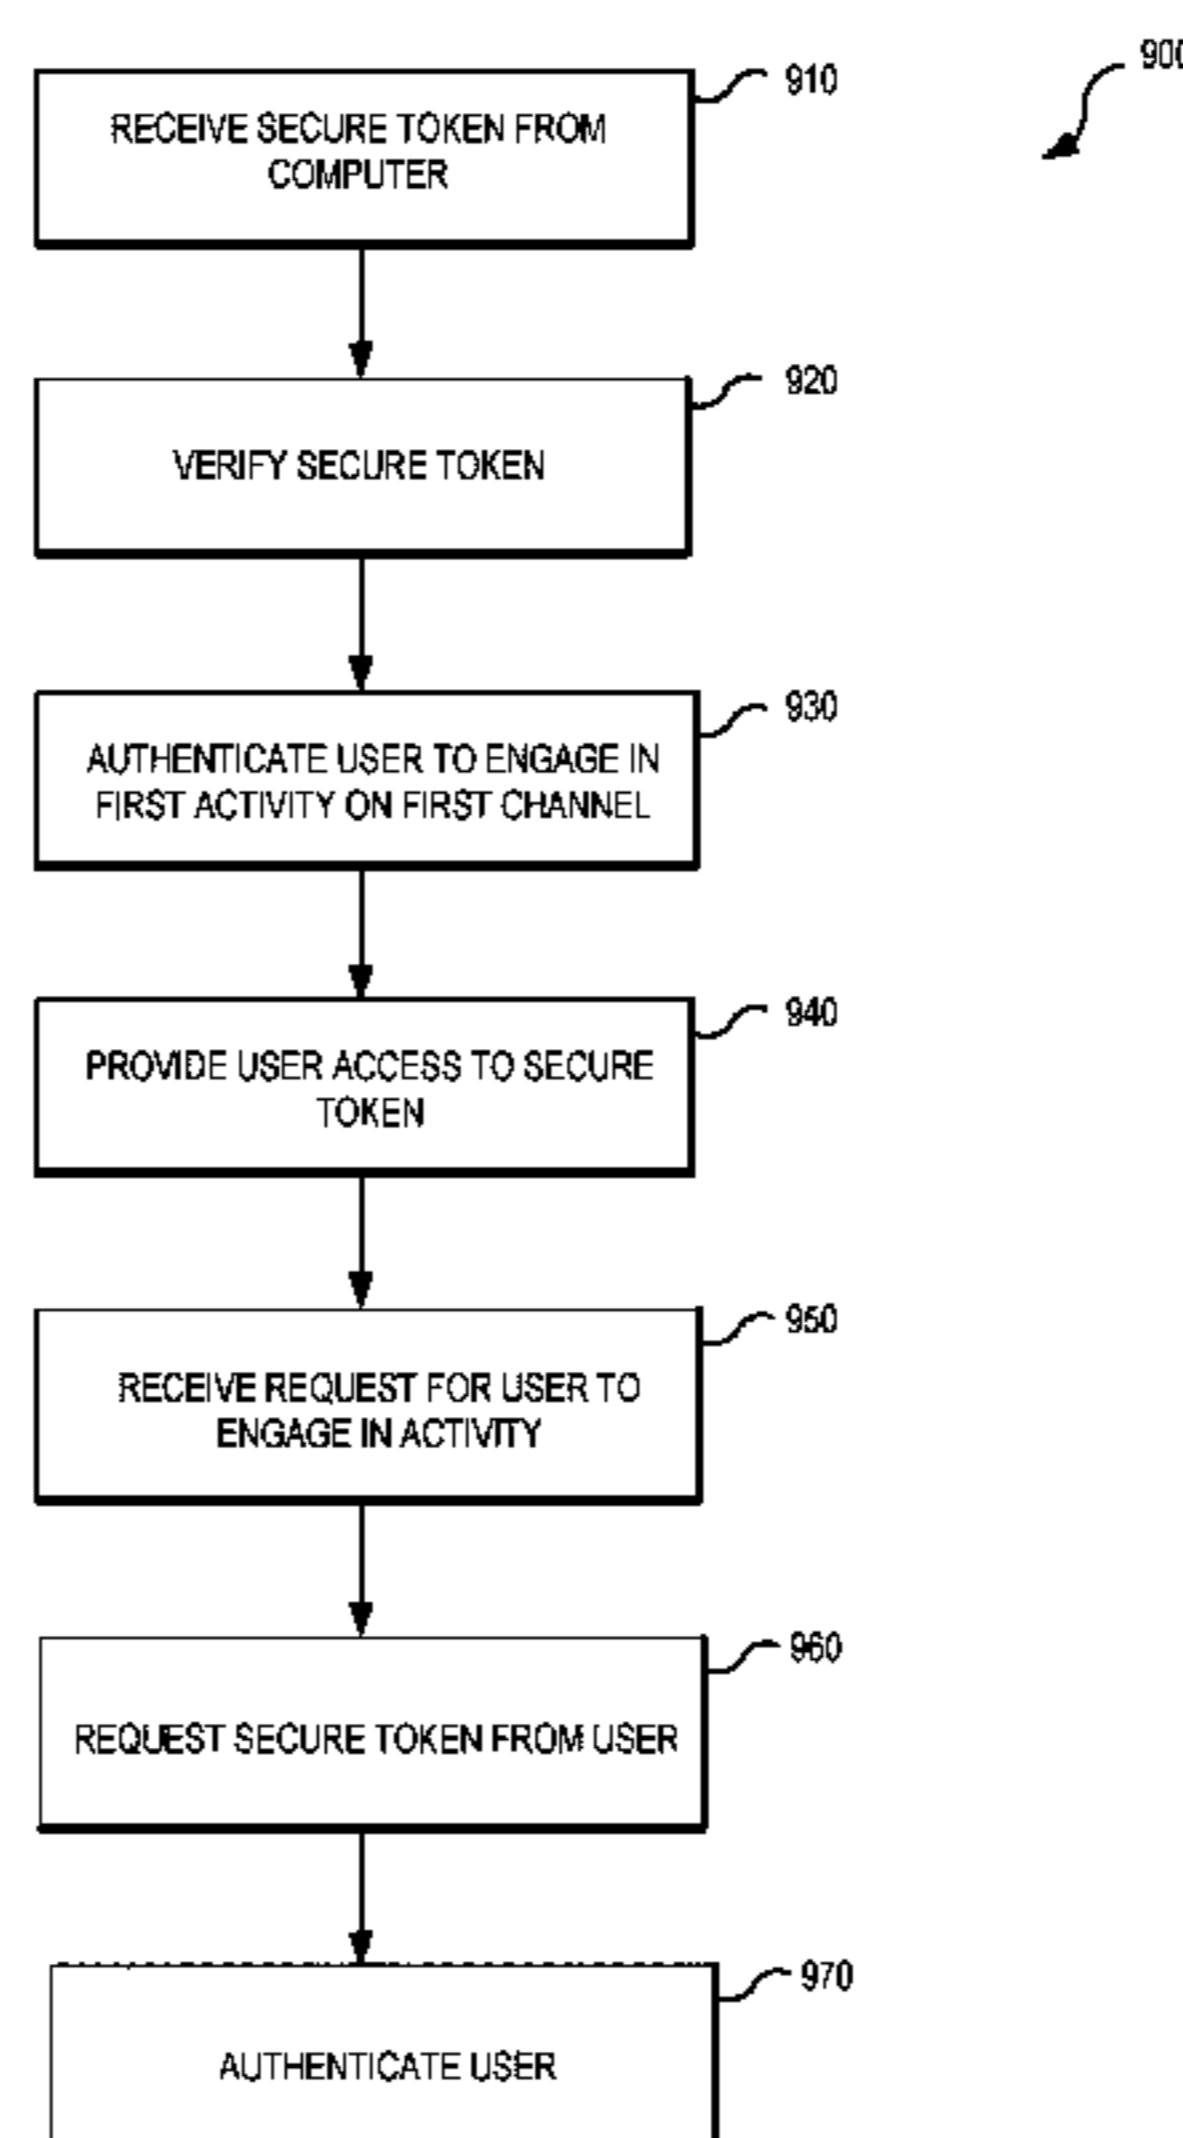 900
910
RECEIVE SECURE TOKEN FROM
COMPUTER
920
VERIFY SECURE TOKEN
930
AUTHENTICATE USER TO ENGAGE IN
FIRST ACTIVITY ON FIRST CHANNEL
940
PROVIDE USER ACCESS TO SECURE
TOKEN
950
RECEIVE REQUEST FOR USER TO
ENGAGE IN ACTIVITY
960
REQUEST SECURE TOKEN FROM USER
970
AUTHENTICATE USER